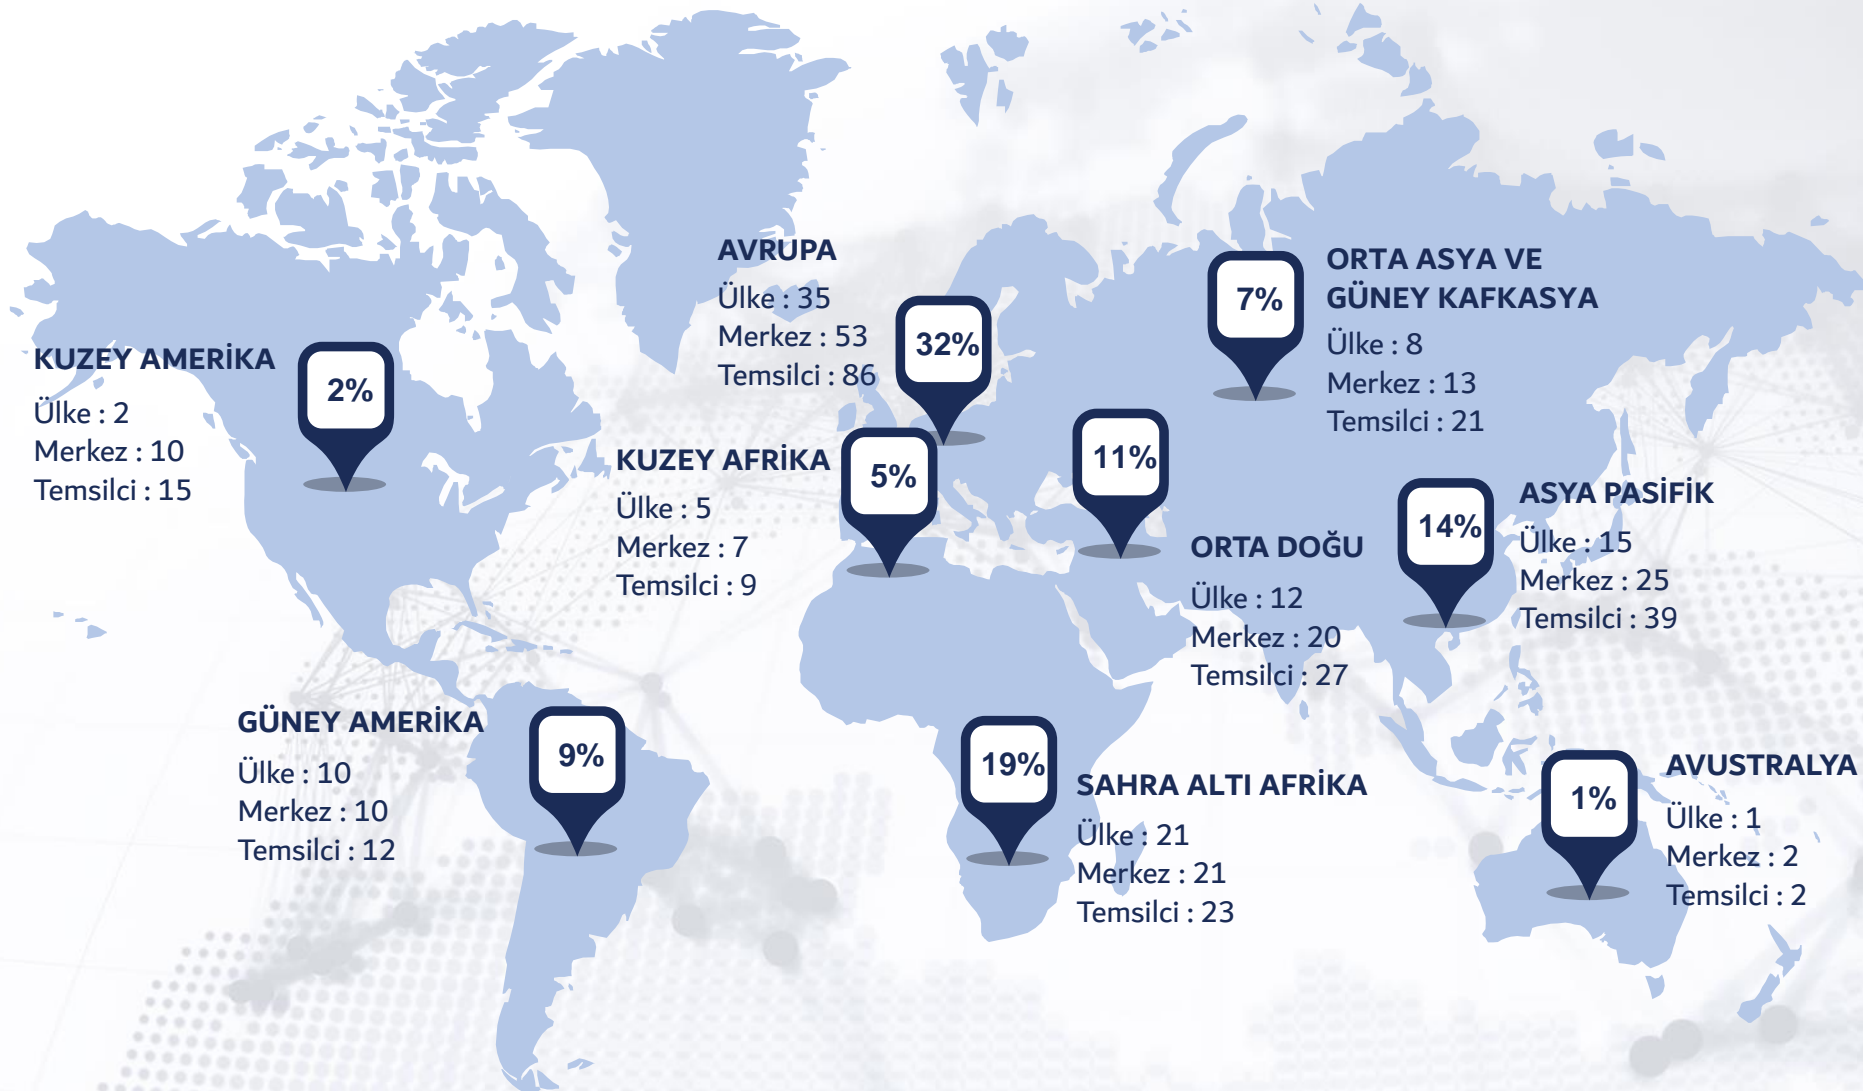 AVRUPA
Ülke : 35
Merkez : 53
Temsilci : 86
32%
ORTA ASYA VE
GÜNEY KAFKASYA
Ülke : 8
Merkez : 13
Temsilci : 21
7%
KUZEY AMERİKA
Ülke : 2
Merkez : 10
Temsilci : 15
2%
KUZEY AFRİKA
Ülke : 5
Merkez : 7
Temsilci : 9
5%
11%
ORTA DOĞU
Ülke : 12
Merkez : 20
Temsilci : 27
14%
ASYA PASİFİK
Ülke : 15
Merkez : 25
Temsilci : 39
GÜNEY AMERİKA
Ülke : 10
Merkez : 10
Temsilci : 12
9%
19%
SAHRA ALTI AFRİKA
Ülke : 21
Merkez : 21
Temsilci : 23
1%
AVUSTRALYA
Ülke : 1
Merkez : 2
Temsilci : 2